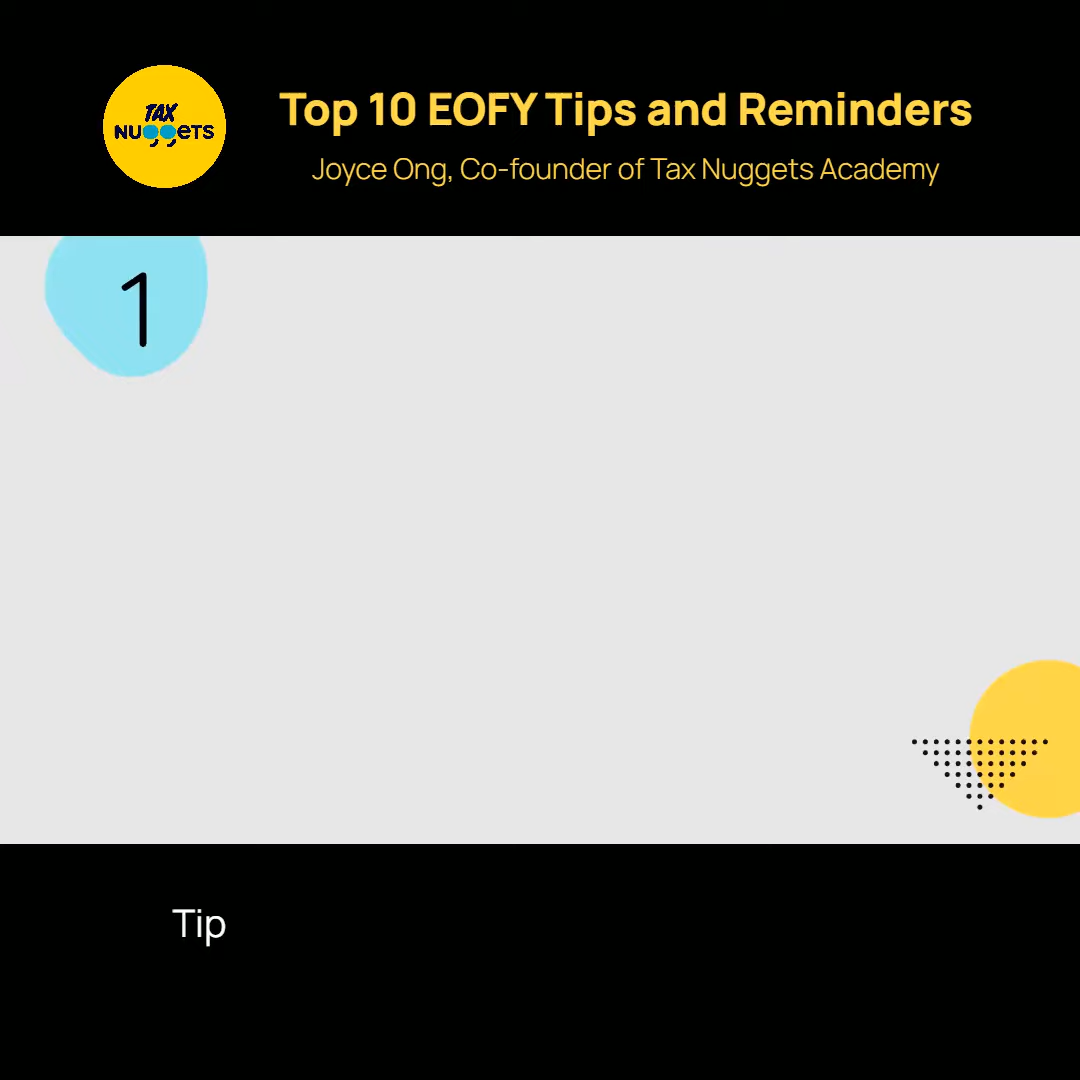 TAX
NUGGETS
Top 10 EOFY Tips and Reminders
Joyce Ong, Co-founder of Tax Nuggets Academy
1
Tip